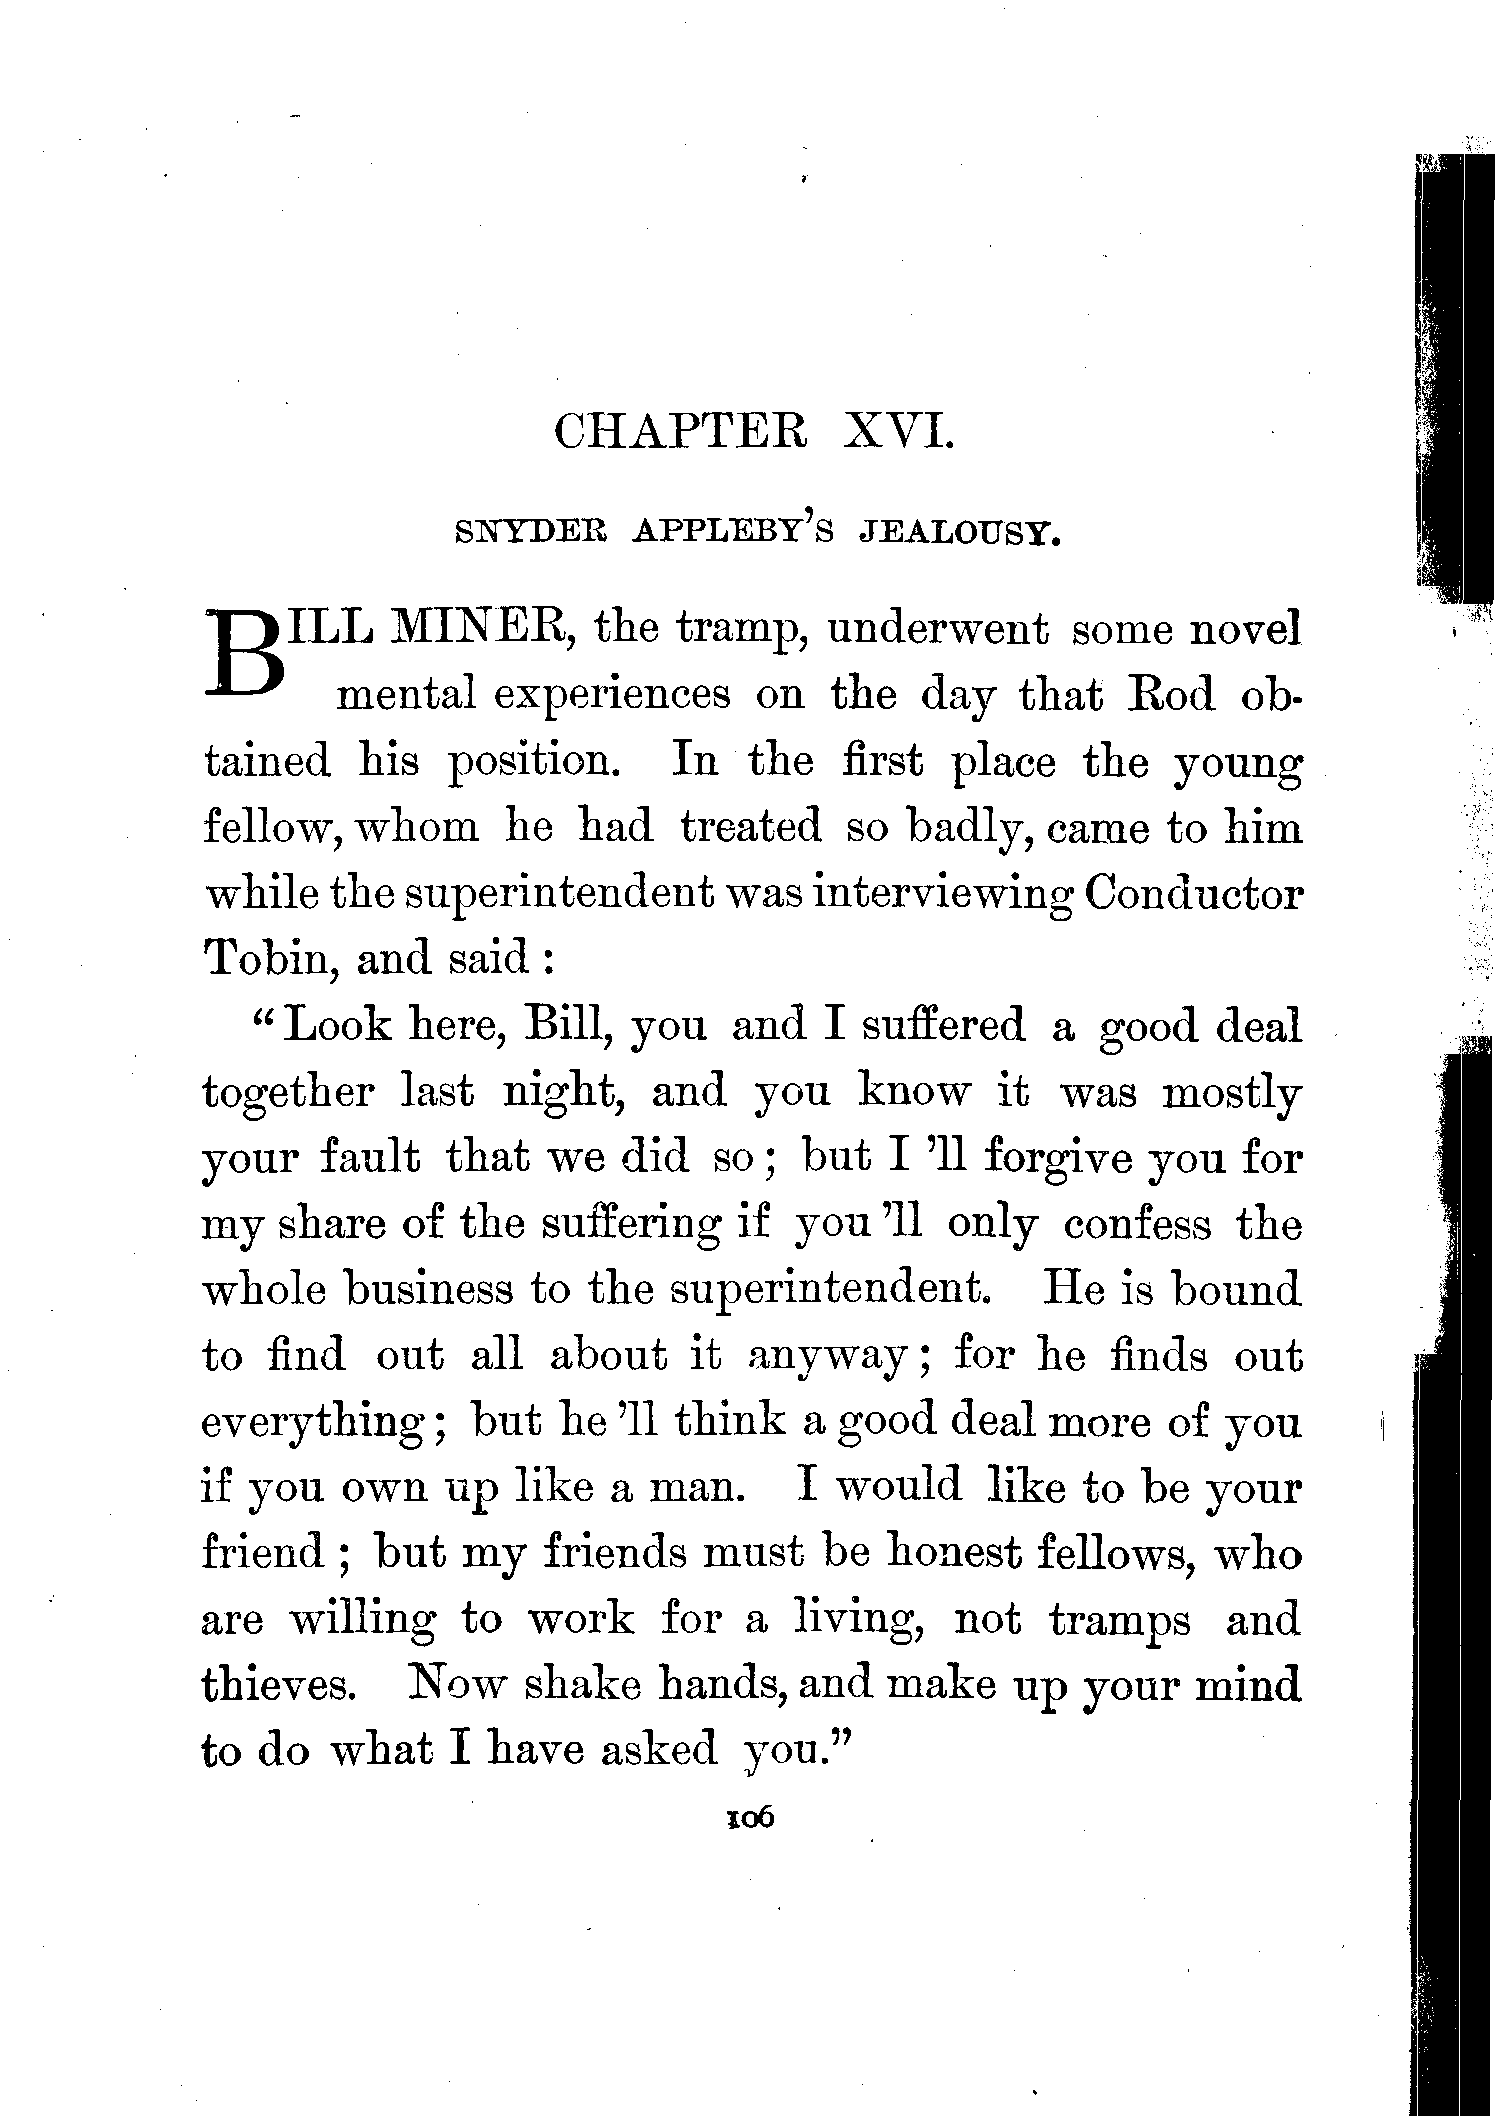 CHAPTER XVI.
SNYDER APPLEBY'S JEALOUSY.
BILL MINER, the tramp, underwent some novel
mental experiences on the day that Rod ob-
tained his position. In the first place the young
fellow, whom he had treated so badly, came to him
while the superintendent was interviewing Conductor
Tobin, and said :
“Look here, Bill, you and I suffered a good deal
together last night, and you know it was mostly
your fault that we did so ; but I 'll forgive you for
my share of the suffering if you 'll only confess the
whole business to the superintendent. He is bound
to find out all about it anyway ; for he finds out
everything ; but he 'll think a good deal more of you
if you own up like a man. I would like to be your
friend ; but my friends must be honest fellows, who
are willing to work for a living, not tramps and
thieves. Now shake hands, and make up your mind
to do what I have asked you.”
106